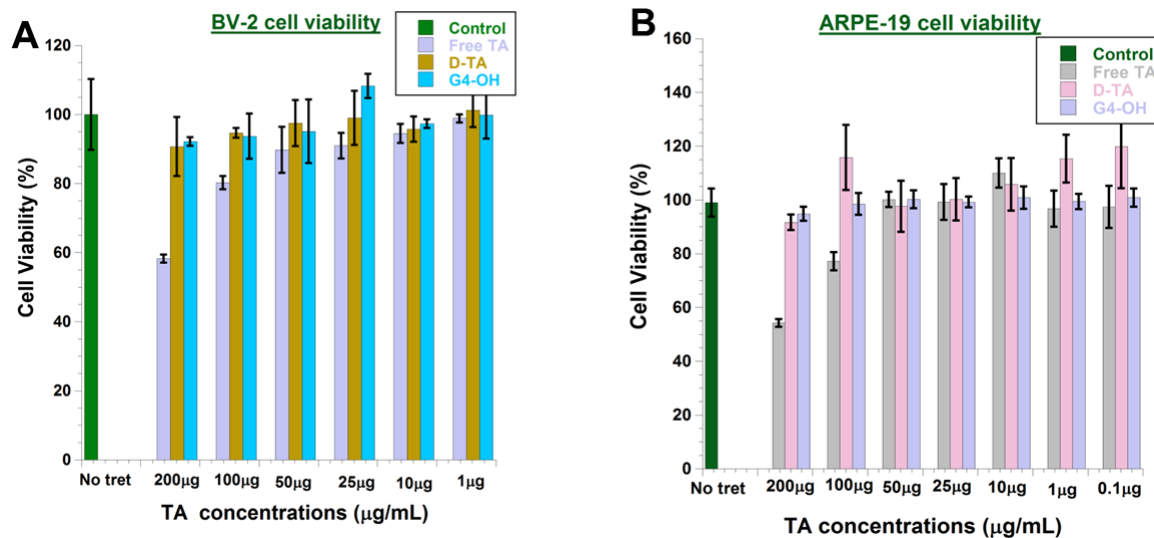 A
BV-2 cell viability
Control
Free TA
D-TA
G4-OH
120
100
80
60
40
20
0
Cell Viability (%)
No tret 200μg 100μg 50μg 25μg 10μg 1μg
TA concentrations (μg/mL)
B
ARPE-19 cell viability
Control
Free TA
D-TA
G4-OH
160
140
120
100
80
60
40
20
0
Cell Viability (%)
No tret 200μg 100μg 50μg 25μg 10μg 1μg 0.1μg
TA concentrations (μg/mL)